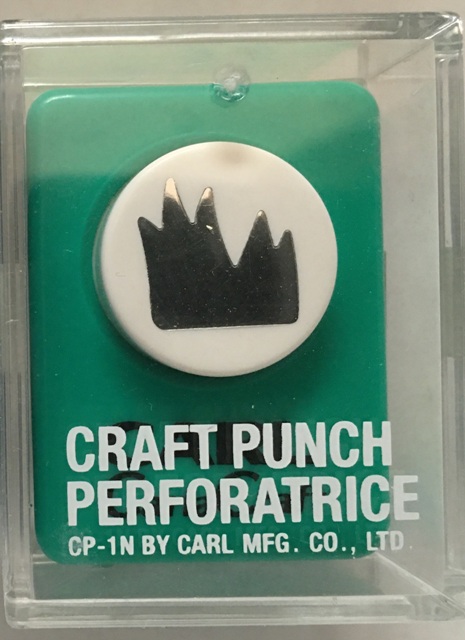 CRAFT PUNCH
PERFORATRICE
CP-1N BY CARL MFG. CO., LTD.